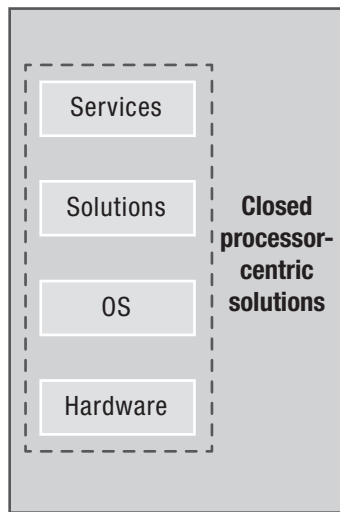 Services
Solutions
OS
Hardware
Closed
processor-
centric
solutions